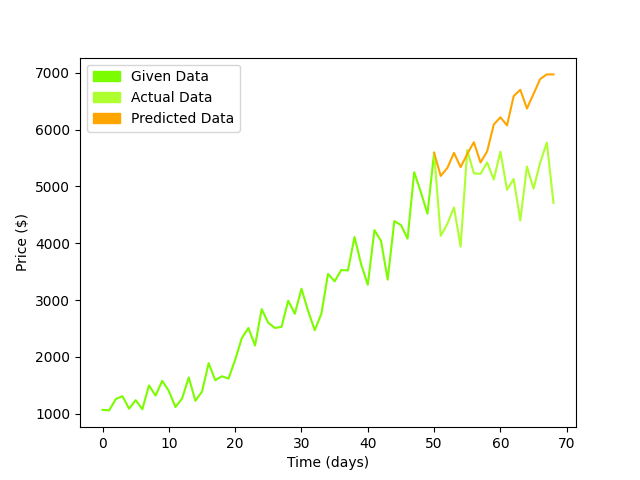 Given Data
Actual Data
Predicted Data
7000
6000
5000
4000
3000
2000
1000
Price ($)
0 10 20 30 40 50 60 70
Time (days)